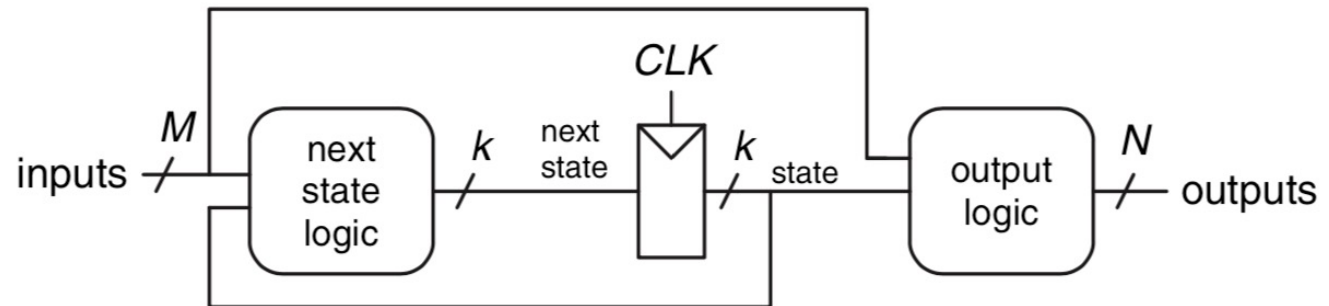 CLK
inputs
M
next
state
logic
k
next
state
k
state
output
logic
N
outputs